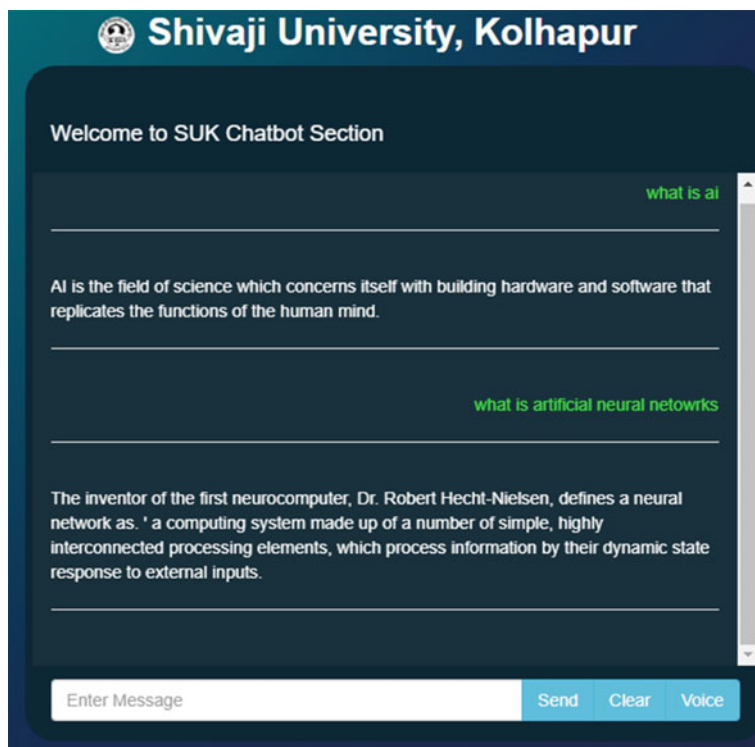 Shivaji University, Kolhapur
Welcome to SUK Chatbot Section
what is ai
AI is the field of science which concerns itself with building hardware and software that
replicates the functions of the human mind.
what is artificial neural netowrks
The inventor of the first neurocomputer, Dr. Robert Hecht-Nielsen, defines a neural
network as. ' a computing system made up of a number of simple, highly
interconnected processing elements, which process information by their dynamic state
response to external inputs.
Enter Message
Send Clear Voice